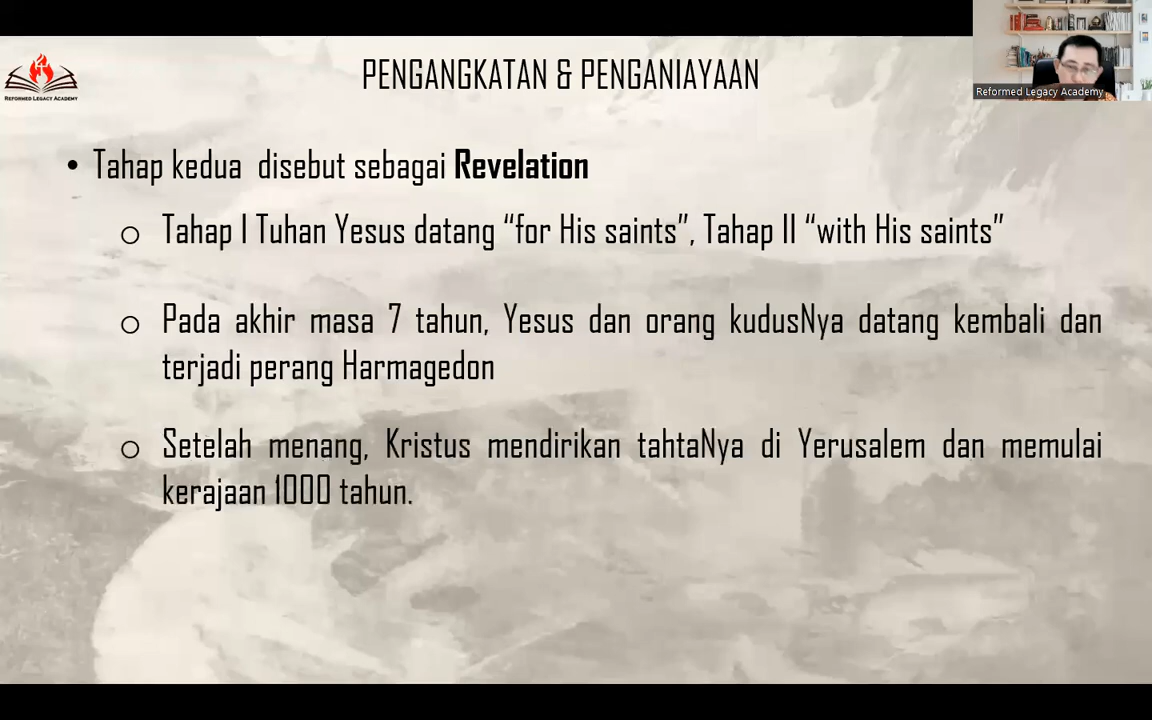 PENGANGKATAN & PENGANIAYAAN
REFORMED LEGACY ACADEMY
Reformed Legacy Academy
• Tahap kedua disebut sebagai Revelation
o Tahap I Tuhan Yesus datang “for His saints”, Tahap II “with His saints”
o Pada akhir masa 7 tahun, Yesus dan orang kudusNya datang kembali dan
terjadi perang Harmagedon
o Setelah menang, Kristus mendirikan tahtaNya di Yerusalem dan memulai
kerajaan 1000 tahun.